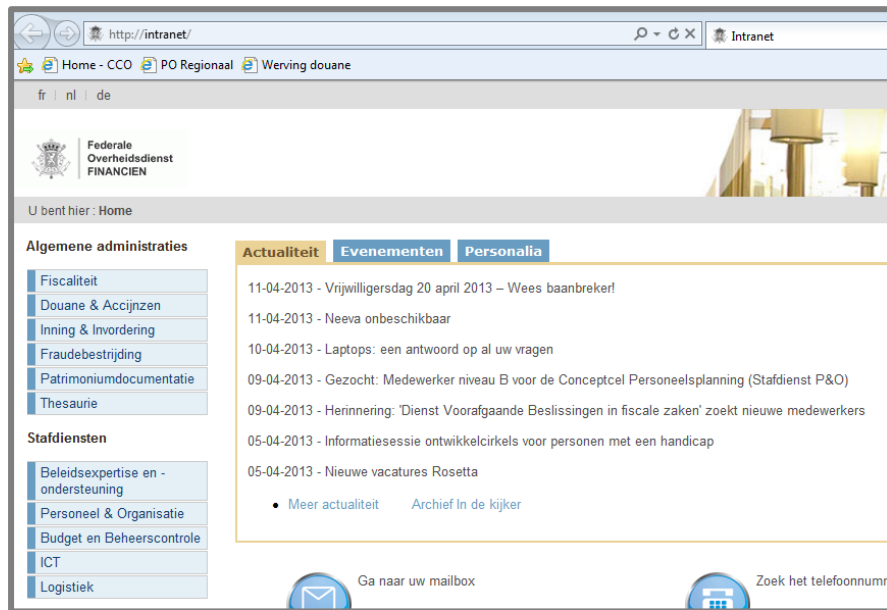 http://intranet/
Intranet
Home - CCO PO Regionaal Werving douane
fr | nl | de
Federale
Overheidsdienst
FINANCIEN
U bent hier : Home
Algemene administraties
Fiscaliteit
Douane & Accijnzen
Inning & Invordering
Fraudebestrijding
Patrimoniumdocumentatie
Thesaurie
Stafdiensten
Beleidsexpertise en -
ondersteuning
Personeel & Organisatie
Budget en Beheerscontrole
ICT
Logistiek
Actualiteit Evenementen Personalia
11-04-2013 - Vrijwilligersdag 20 april 2013 – Wees baanbreker!
11-04-2013 - Neeva onbeschikbaar
10-04-2013 - Laptops: een antwoord op al uw vragen
09-04-2013 - Gezocht: Medewerker niveau B voor de Conceptcel Personeelsplanning (Stafdienst P&O)
09-04-2013 - Herinnering: 'Dienst Voorafgaande Beslissingen in fiscale zaken' zoekt nieuwe medewerkers
05-04-2013 - Informatiesessie ontwikkelcirkels voor personen met een handicap
05-04-2013 - Nieuwe vacatures Rosetta
• Meer actualiteit Archief In de kijker
Ga naar uw mailbox
Zoek het telefoonnumm